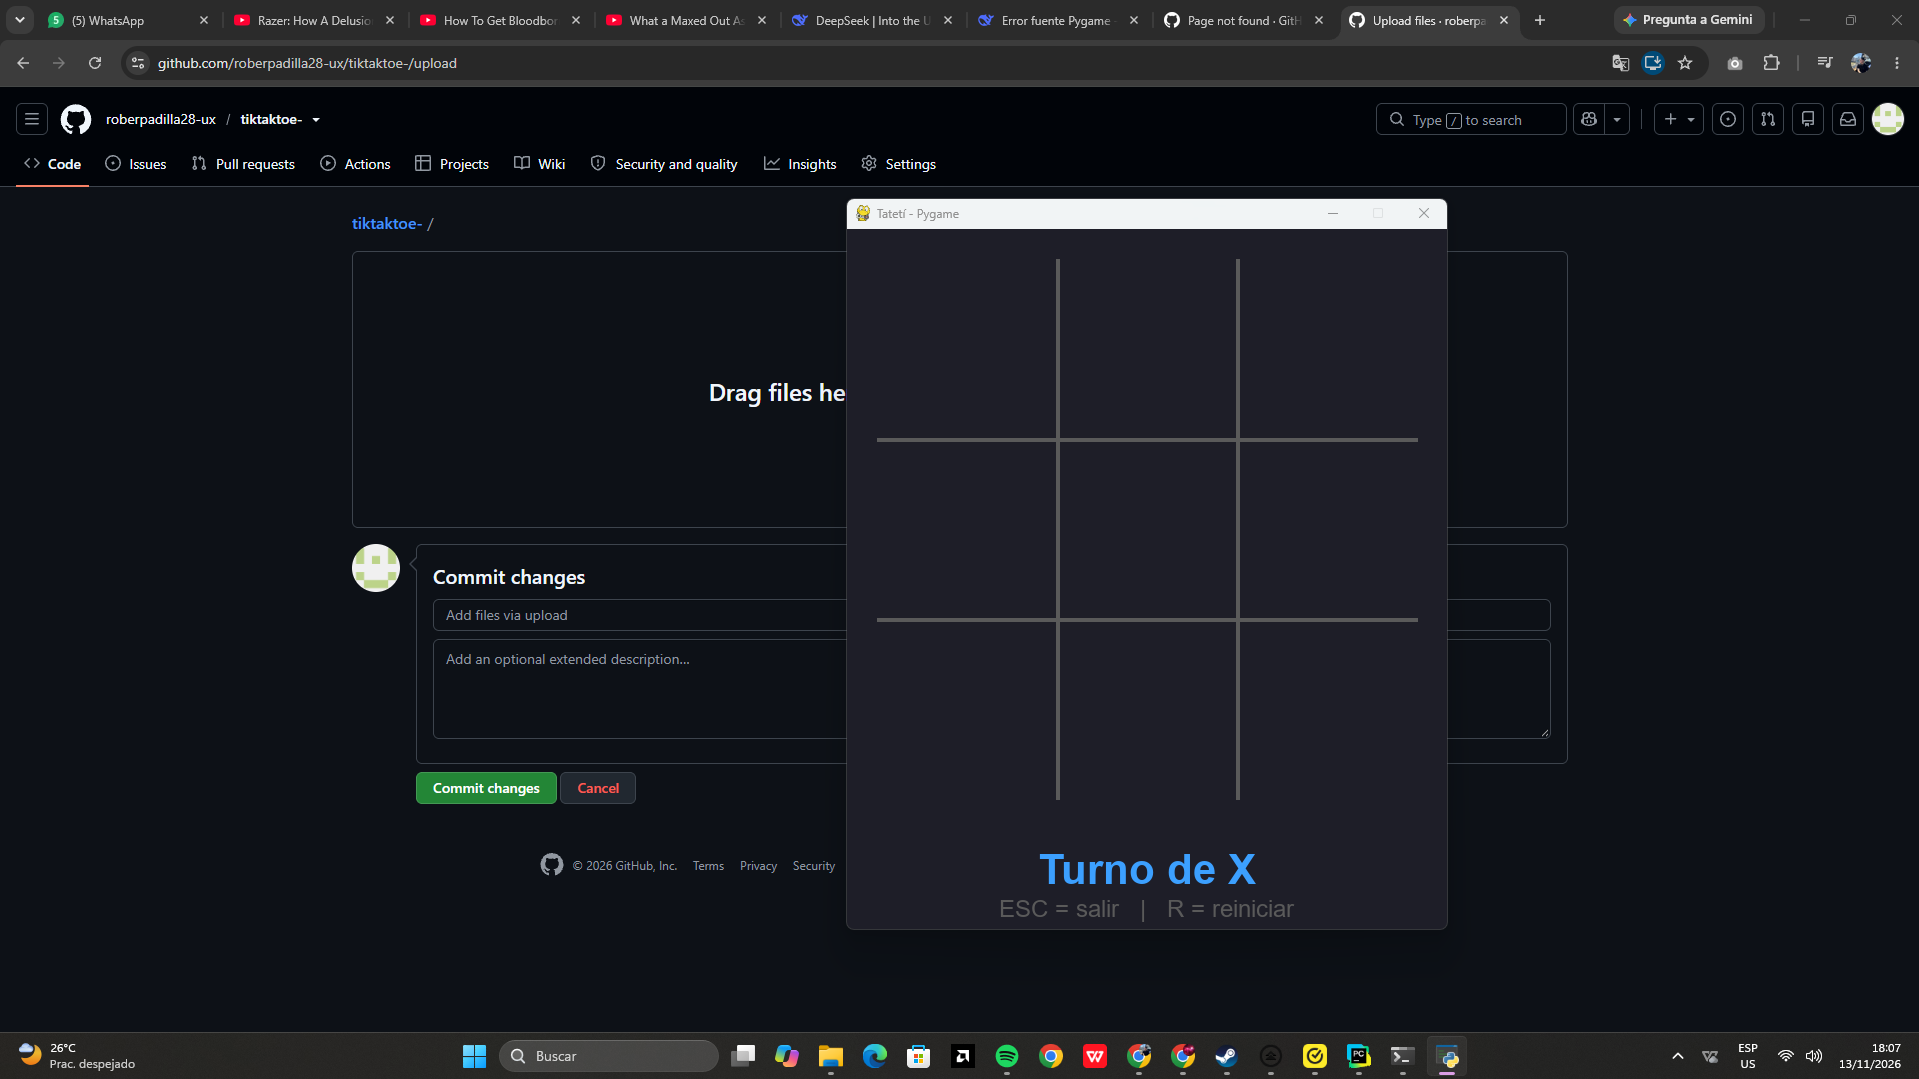 (5) WhatsApp
Razer: How A Delusio
How To Get Bloodbor
What a Maxed Out As
DeepSeek | Into the U
Error fuente Pygame -
Page not found · GitH
Upload files · roberpa
Pregunta a Gemini
github.com/roberpadilla28-ux/tiktaktoe-/upload
roberpadilla28-ux / tiktaktoe-
Type / to search
Code
Issues
Pull requests
Actions
Projects
Wiki
Security and quality
Insights
Settings
tiktaktoe- /
Drag files he
Commit changes
Add files via upload
Add an optional extended description...
Commit changes
Cancel
© 2026 GitHub, Inc.
Terms
Privacy
Security
Tatetí - Pygame
Turno de X
ESC = salir | R = reiniciar
26°C
Prac. despejado
Buscar
ESP
US
18:07
13/11/2026